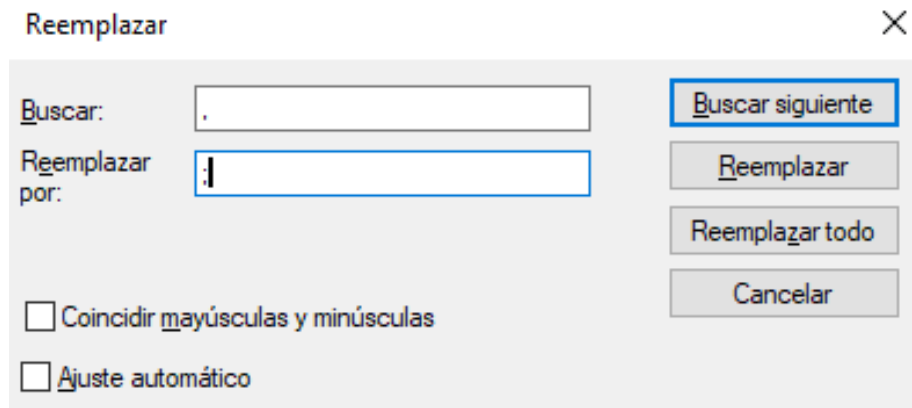 Reemplazar
Buscar:
,
Buscar siguiente
Reemplazar
por:
;
Reemplazar
Reemplazar todo
Cancelar
Coincidir mayúsculas y minúsculas
Ajuste automático